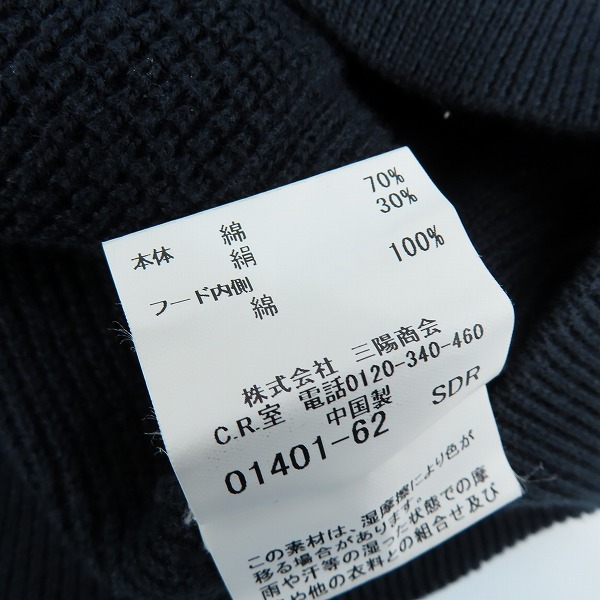 本体 綿 70%
絹 30%
フード内側
綿 100%
株式会社 三陽商会
C.R.室 電話0120-340-460
中国製
01401-62 SDR
この素材は、湿摩擦により色が
移る場合があります。
雨や汗等の湿った状態での摩
や他の衣料との組合せ及び